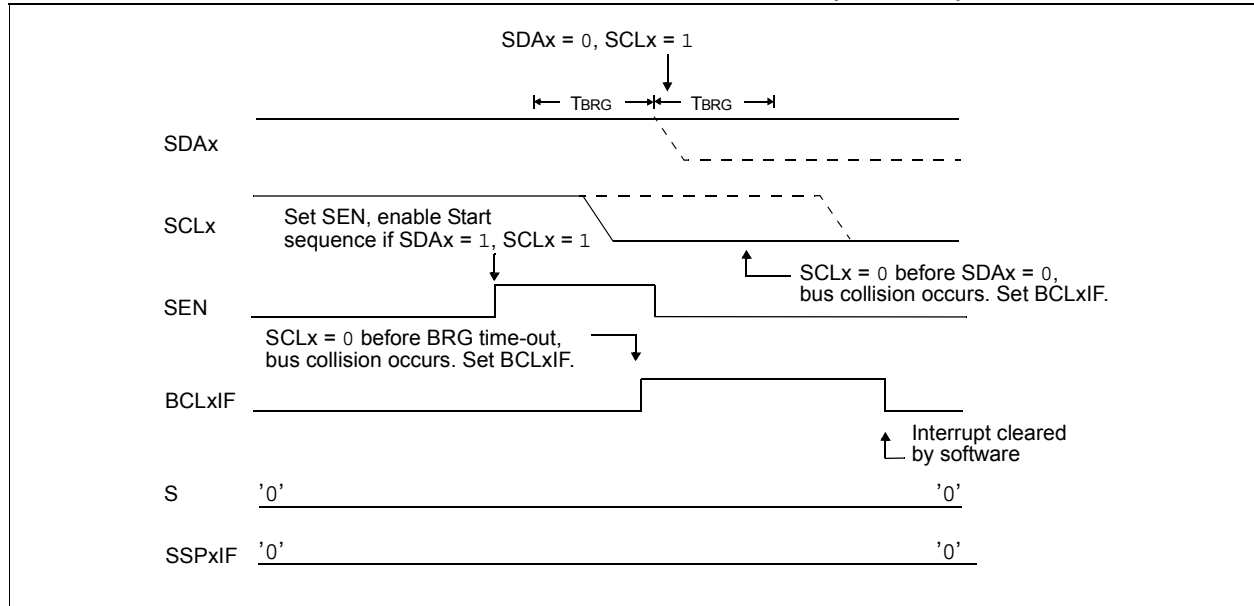 SDAx = 0, SCLx = 1
TBRG TBRG
SDAx
SCLx
Set SEN, enable Start
sequence if SDAx = 1, SCLx = 1
SCLx = 0 before SDAx = 0,
bus collision occurs. Set BCLxIF.
SEN
SCLx = 0 before BRG time-out,
bus collision occurs. Set BCLxIF.
BCLxIF
Interrupt cleared
by software
S '0' '0'
SSPxIF '0' '0'